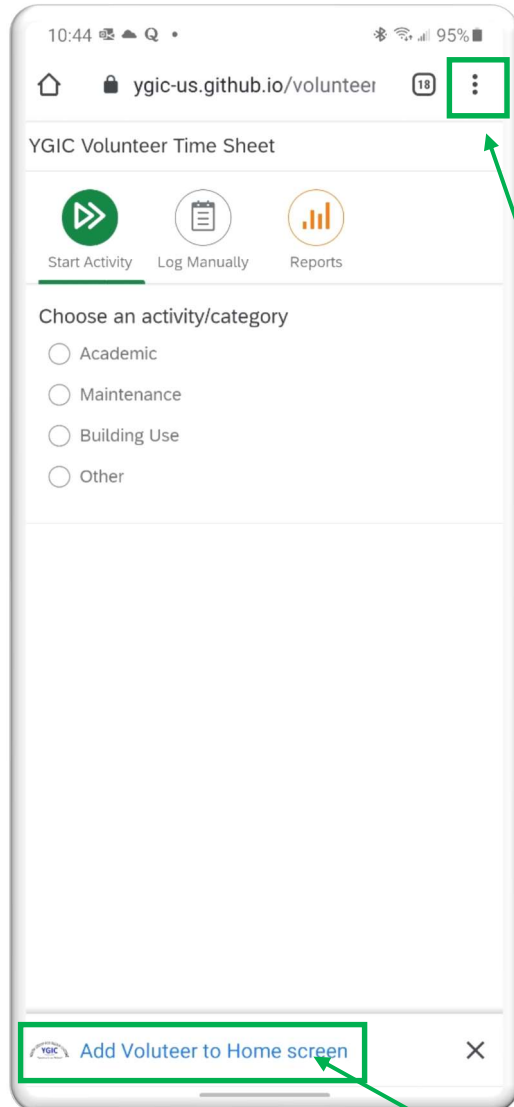 10:44 Q • 95%
ygic-us.github.io/volunteer 18
YGIC Volunteer Time Sheet
Start Activity Log Manually Reports
Choose an activity/category
Academic
Maintenance
Building Use
Other
YGIC Add Voluteer to Home screen